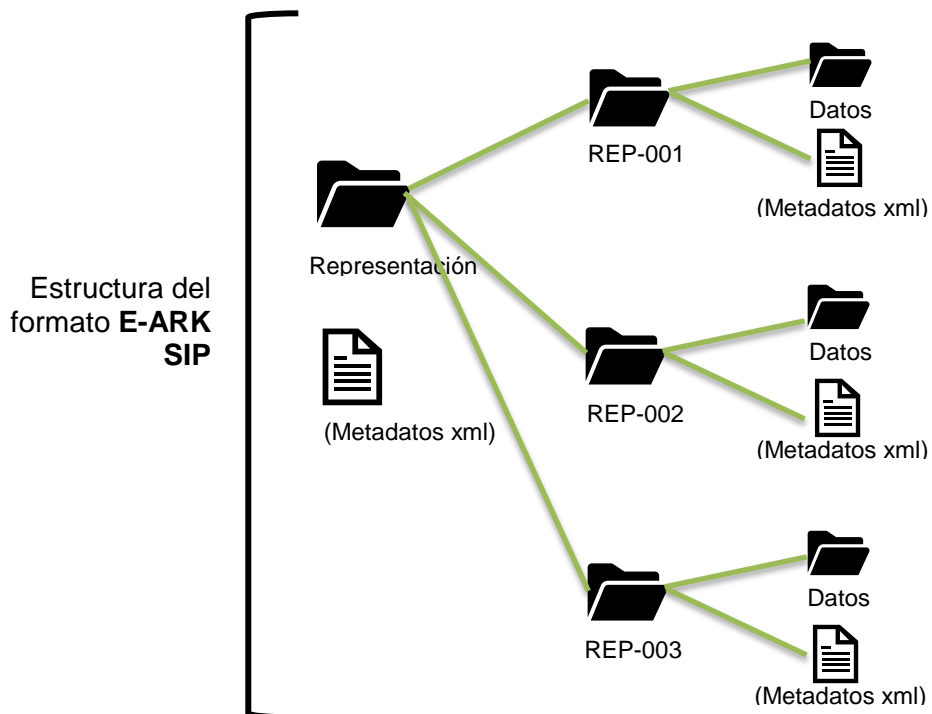 Estructura del
formato E-ARK
SIP
Representación
(Metadatos xml)
REP-001
Datos
(Metadatos xml)
REP-002
Datos
(Metadatos xml)
REP-003
Datos
(Metadatos xml)